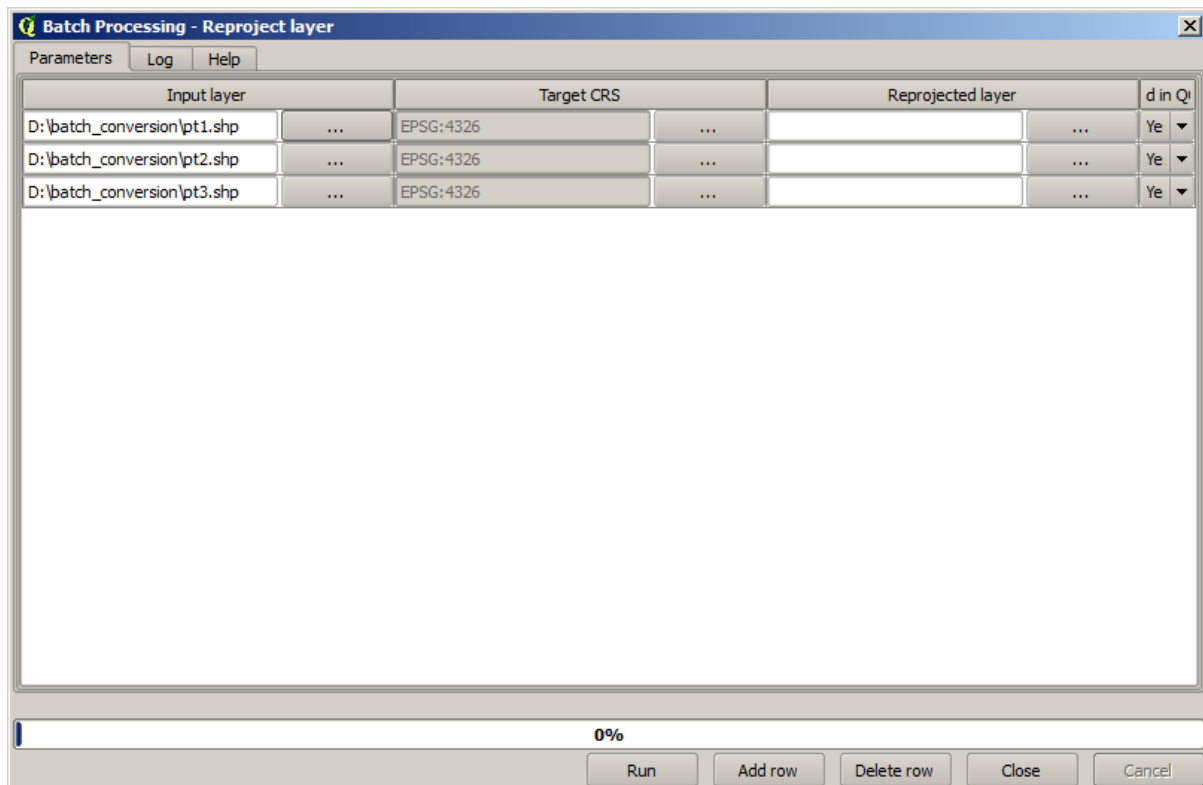 Batch Processing - Reproject layer
Parameters Log Help
Input layer Target CRS Reprojected layer d in Q
D:\batch_conversion\pt1.shp ... EPSG:4326 ... ... Ye
D:\batch_conversion\pt2.shp ... EPSG:4326 ... ... Ye
D:\batch_conversion\pt3.shp ... EPSG:4326 ... ... Ye
0%
Run Add row Delete row Close Cancel